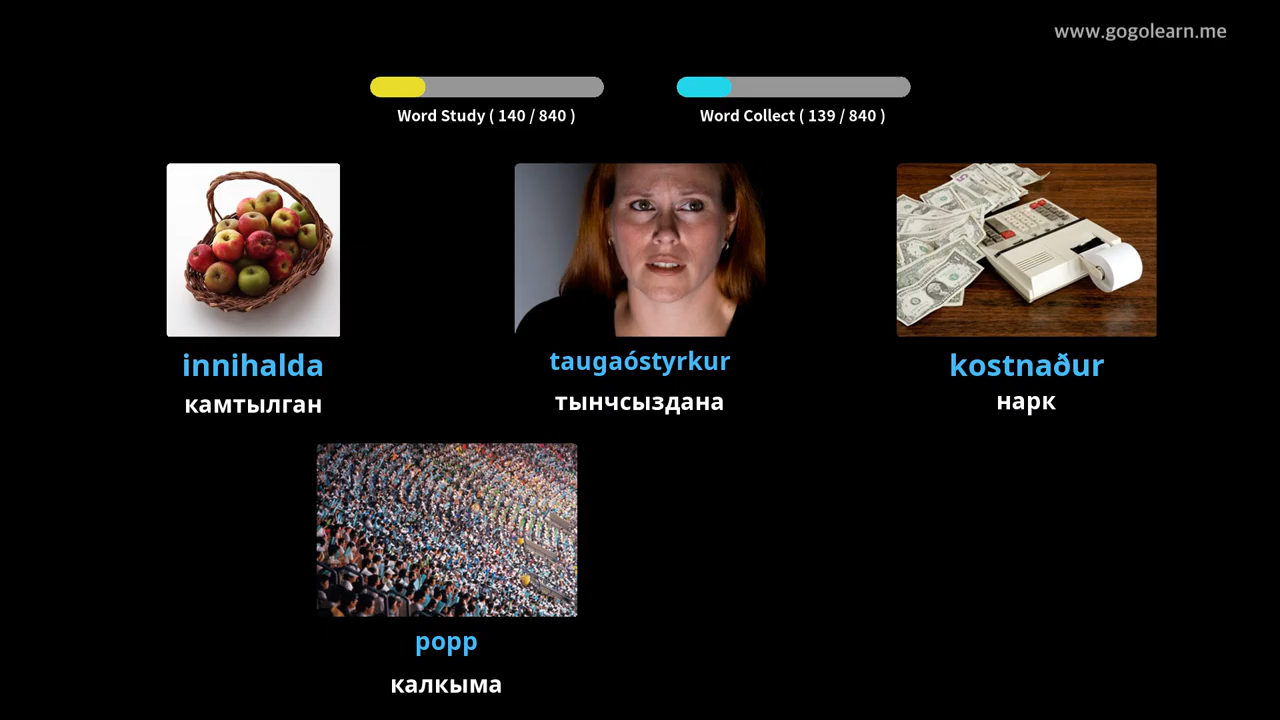 www.gogolearn.me
Word Study ( 140 / 840 )
Word Collect ( 139 / 840 )
innihalda
камтылган
taugaóstyrkur
тынчсыздана
kostnaður
нарк
popp
калкыма